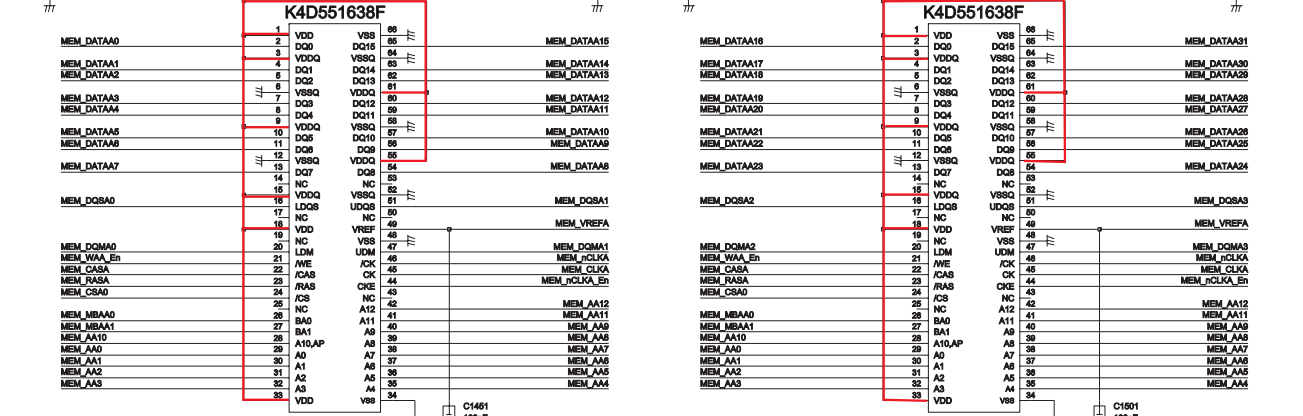 K4D551638F
1 VDD VSS 66
MEM_DATAA0 2 DQ0 DQ15 65 MEM_DATAA15
3 VDDQ VSSQ 64
MEM_DATAA1 4 DQ1 DQ14 63 MEM_DATAA14
MEM_DATAA2 5 DQ2 DQ13 62 MEM_DATAA13
6 VSSQ VDDQ 61
MEM_DATAA3 7 DQ3 DQ12 60 MEM_DATAA12
MEM_DATAA4 8 DQ4 DQ11 59 MEM_DATAA11
9 VDDQ VSSQ 58
MEM_DATAA5 10 DQ5 DQ10 57 MEM_DATAA10
MEM_DATAA6 11 DQ6 DQ9 56 MEM_DATAA9
12 VSSQ VDDQ 55
MEM_DATAA7 13 DQ7 DQ8 54 MEM_DATAA8
14 NC NC 53
15 VDDQ VSSQ 52
MEM_DQSA0 16 LDQS UDQS 51 MEM_DQSA1
17 NC NC 50
18 VDD VREF 49 MEM_VREFA
19 NC VSS 48
MEM_DQMA0 20 LDM UDM 47 MEM_DQMA1
MEM_WAA_En 21 /WE /CK 46 MEM_nCLKA
MEM_CASA 22 /CAS CK 45 MEM_CLKA
MEM_RASA 23 /RAS CKE 44 MEM_nCLKA_En
MEM_CSA0 24 /CS NC 43
25 NC A12 42 MEM_AA12
MEM_MBAA0 26 BA0 A11 41 MEM_AA11
MEM_MBAA1 27 BA1 A9 40 MEM_AA9
MEM_AA10 28 A10,AP A8 39 MEM_AA8
MEM_AA0 29 A0 A7 38 MEM_AA7
MEM_AA1 30 A1 A6 37 MEM_AA6
MEM_AA2 31 A2 A5 36 MEM_AA5
MEM_AA3 32 A3 A4 35 MEM_AA4
33 VDD VSS 34
C1451
K4D551638F
1 VDD VSS 66
MEM_DATAA16 2 DQ0 DQ15 65 MEM_DATAA31
3 VDDQ VSSQ 64
MEM_DATAA17 4 DQ1 DQ14 63 MEM_DATAA30
MEM_DATAA18 5 DQ2 DQ13 62 MEM_DATAA29
6 VSSQ VDDQ 61
MEM_DATAA19 7 DQ3 DQ12 60 MEM_DATAA28
MEM_DATAA20 8 DQ4 DQ11 59 MEM_DATAA27
9 VDDQ VSSQ 58
MEM_DATAA21 10 DQ5 DQ10 57 MEM_DATAA26
MEM_DATAA22 11 DQ6 DQ9 56 MEM_DATAA25
12 VSSQ VDDQ 55
MEM_DATAA23 13 DQ7 DQ8 54 MEM_DATAA24
14 NC NC 53
15 VDDQ VSSQ 52
MEM_DQSA2 16 LDQS UDQS 51 MEM_DQSA3
17 NC NC 50
18 VDD VREF 49 MEM_VREFA
19 NC VSS 48
MEM_DQMA2 20 LDM UDM 47 MEM_DQMA3
MEM_WAA_En 21 /WE /CK 46 MEM_nCLKA
MEM_CASA 22 /CAS CK 45 MEM_CLKA
MEM_RASA 23 /RAS CKE 44 MEM_nCLKA_En
MEM_CSA0 24 /CS NC 43
25 NC A12 42 MEM_AA12
MEM_MBAA0 26 BA0 A11 41 MEM_AA11
MEM_MBAA1 27 BA1 A9 40 MEM_AA9
MEM_AA10 28 A10,AP A8 39 MEM_AA8
MEM_AA0 29 A0 A7 38 MEM_AA7
MEM_AA1 30 A1 A6 37 MEM_AA6
MEM_AA2 31 A2 A5 36 MEM_AA5
MEM_AA3 32 A3 A4 35 MEM_AA4
33 VDD VSS 34
C1501